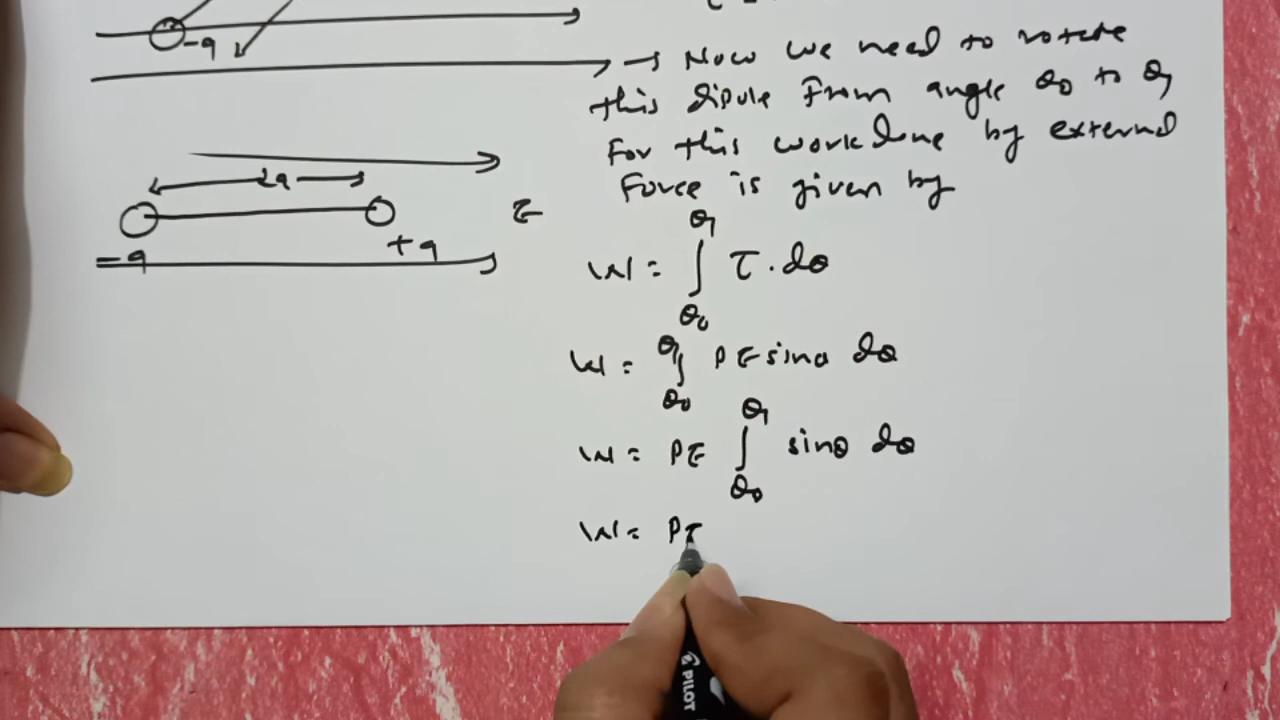 -q
→ Now we need to rotate
this dipole from angle θ₀ to θ₁
For this work done by external
Force is given by
2a
-q
+q
E
W = ∫ θ₀ θ₁ τ . dθ
W = ∫ θ₀ θ₁ PE sinθ dθ
W = PE ∫ θ₀ θ₁ sinθ dθ
W = PE
PILOT